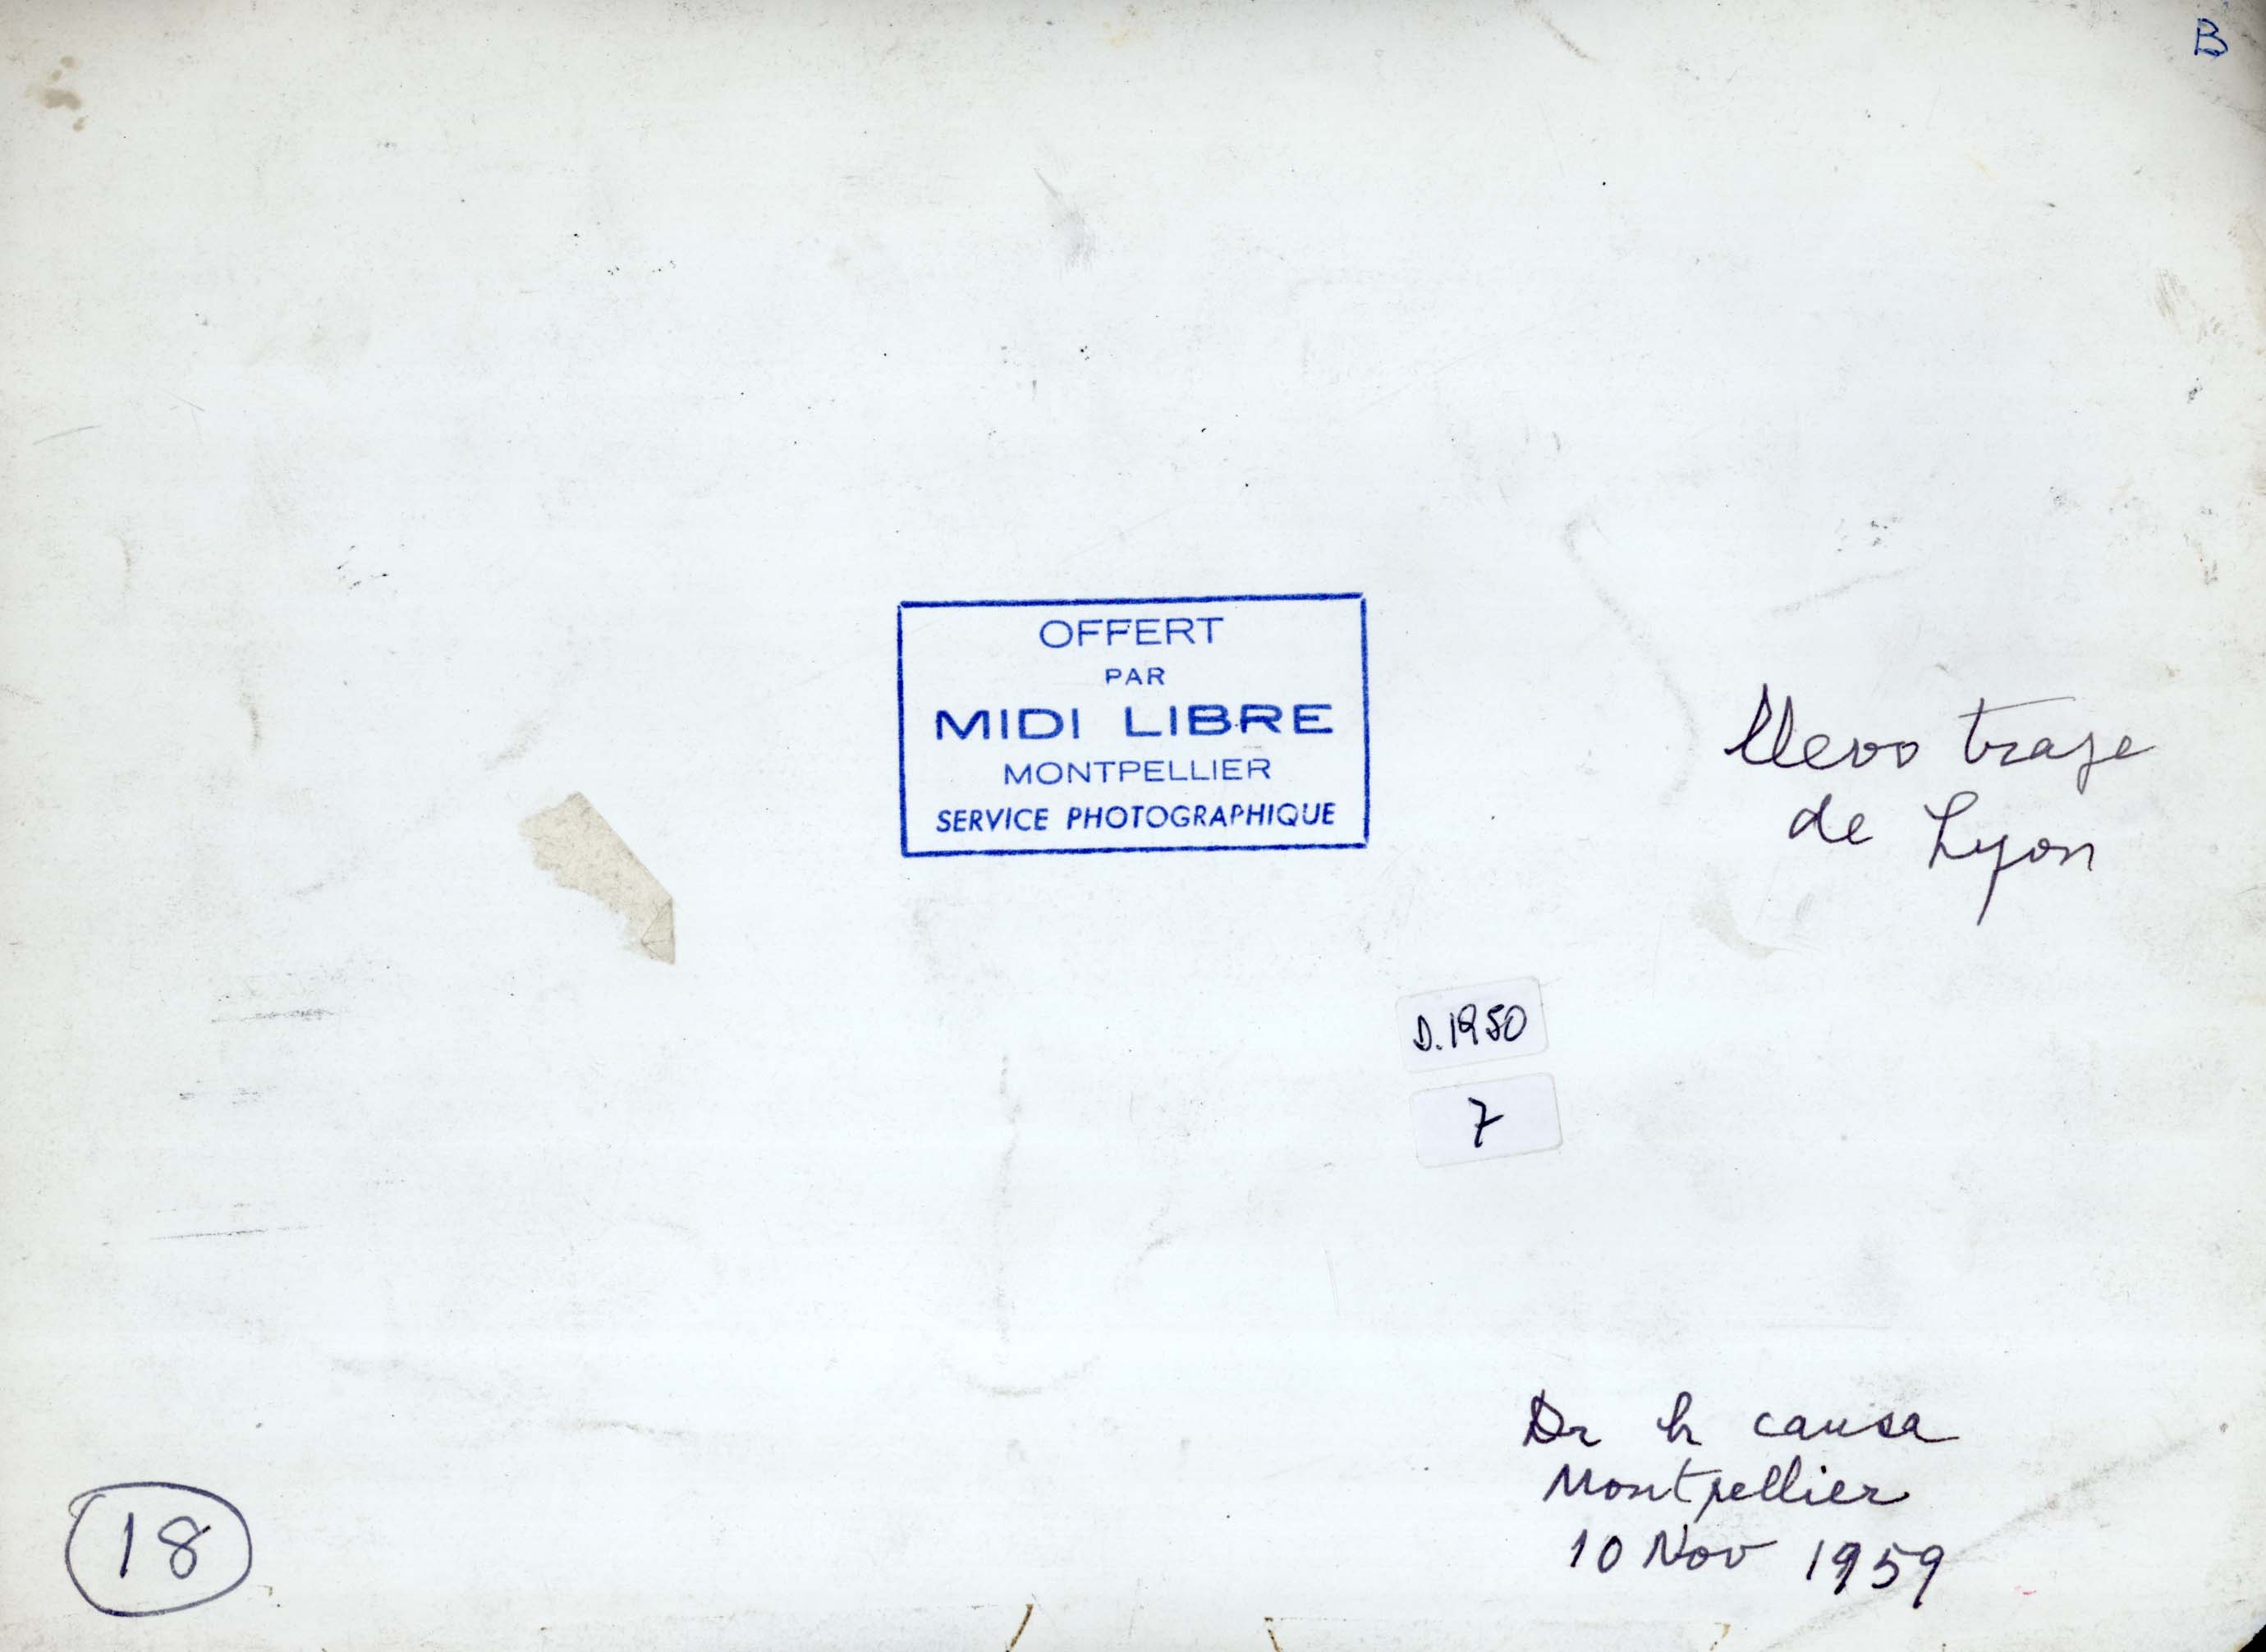 B
OFFERT
PAR
MIDI LIBRE
MONTPELLIER
SERVICE PHOTOGRAPHIQUE
llevo traje
de Lyon
D.1950
7
Dr h causa
Montpellier
10 Nov 1959
18